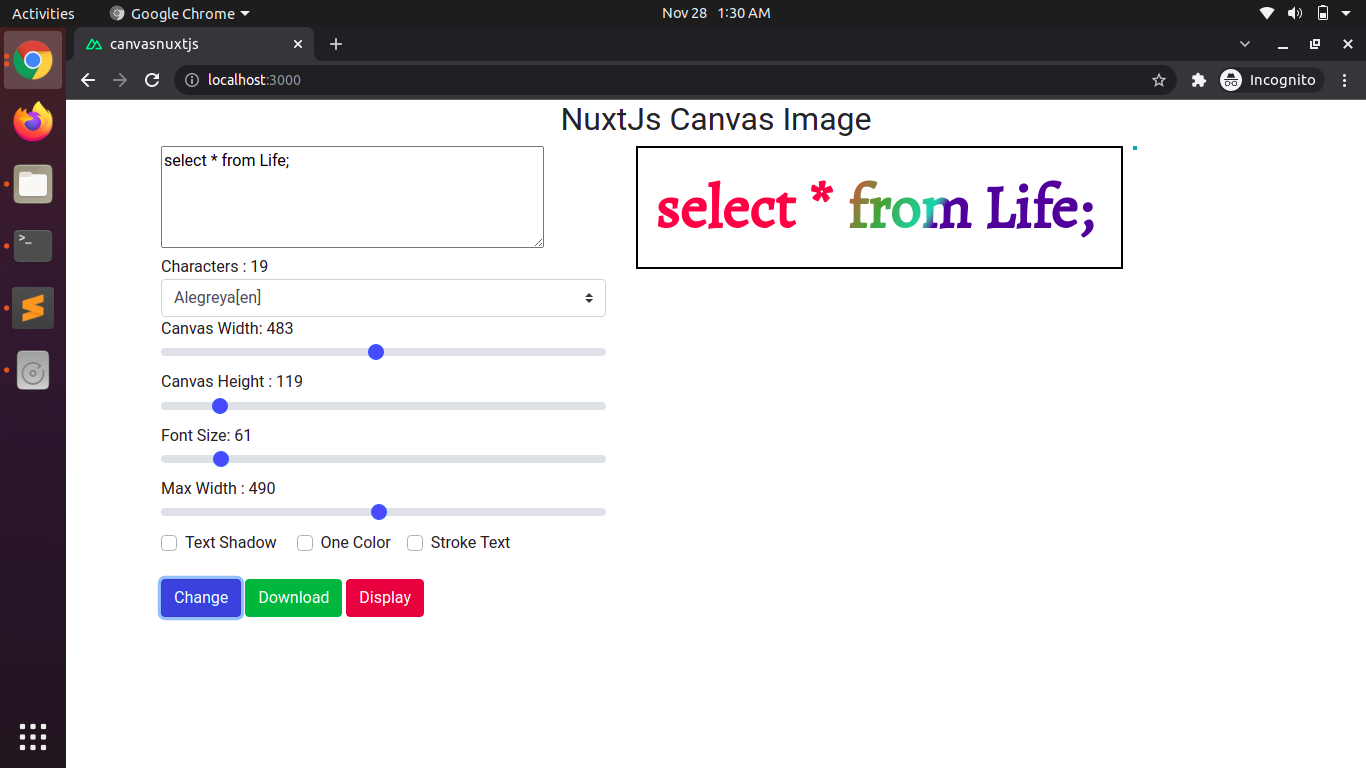 Activities
Google Chrome
Nov 28 1:30 AM
canvasnuxtjs
localhost:3000
Incognito
NuxtJs Canvas Image
select * from Life;
select * from Life;
Characters : 19
Alegreya[en]
Canvas Width: 483
Canvas Height : 119
Font Size: 61
Max Width : 490
Text Shadow
One Color
Stroke Text
Change
Download
Display